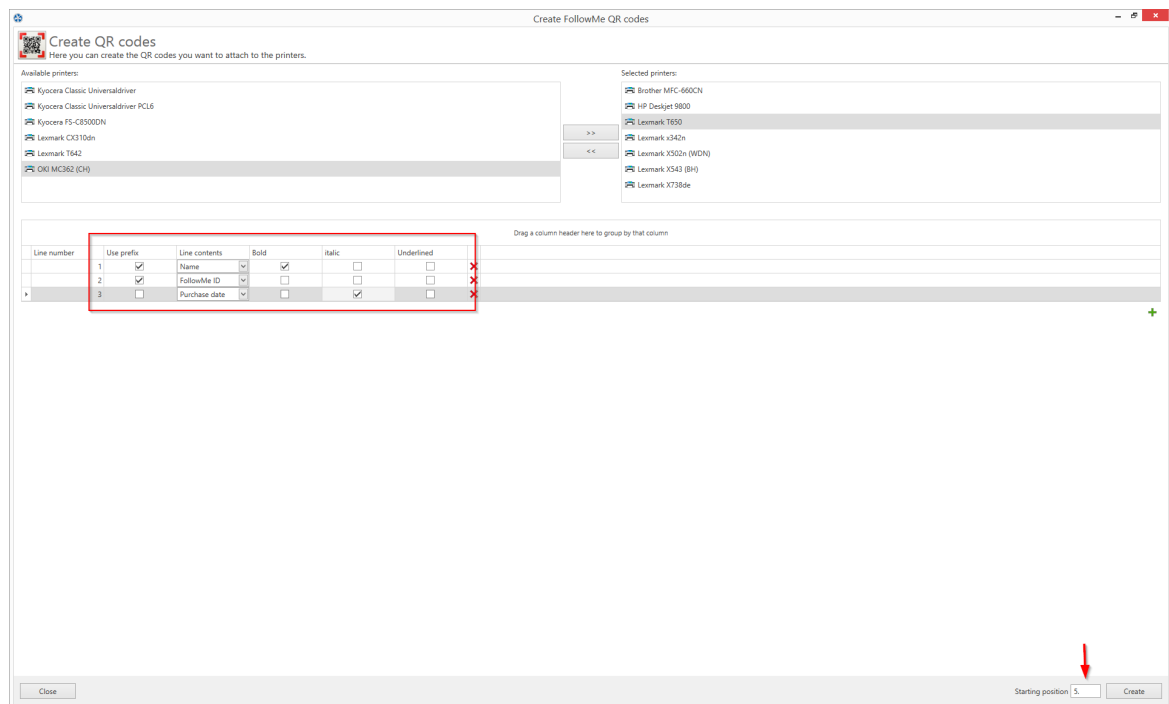 Create FollowMe QR codes
Create QR codes
Here you can create the QR codes you want to attach to the printers.
Available printers:
Kyocera Classic Universaldriver
Kyocera Classic Universaldriver PCL6
Kyocera FS-C8500DN
Lexmark CX310dn
Lexmark T642
OKI MC362 (CH)
>>
<<
Selected printers:
Brother MFC-660CN
HP Deskjet 9800
Lexmark T650
Lexmark x342n
Lexmark X502n (WDN)
Lexmark X543 (BH)
Lexmark X738de
Drag a column header here to group by that column
Line number Use prefix Line contents Bold italic Underlined
1 Name
2 FollowMe ID
3 Purchase date
Close Starting position 5. Create